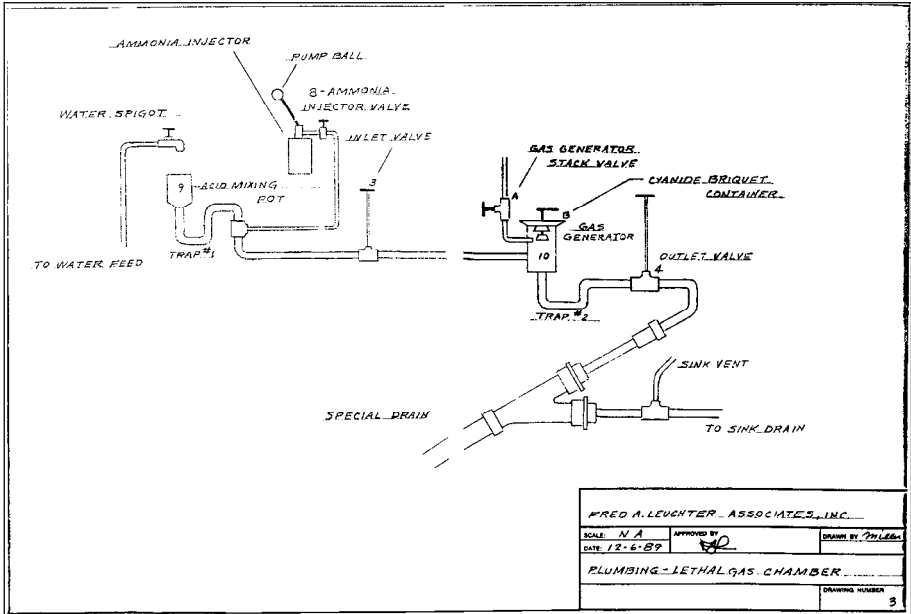 AMMONIA INJECTOR
PUMP BALL
8-AMMONIA
INJECTOR VALVE
WATER SPIGOT
INLET VALVE
3
GAS GENERATOR
STACK VALVE
A
CYANIDE BRIQUET
CONTAINER
B
9
ACID MIXING
POT
GAS
GENERATOR
10
TRAP #1
TO WATER FEED
OUTLET VALVE
4
TRAP #2
SINK VENT
SPECIAL DRAIN
TO SINK DRAIN
FRED A. LEUCHTER ASSOCIATES, INC.
SCALE: N A
APPROVED BY
DRAWN BY Miller
DATE: 12-6-89
PLUMBING - LETHAL GAS CHAMBER
DRAWING NUMBER
3